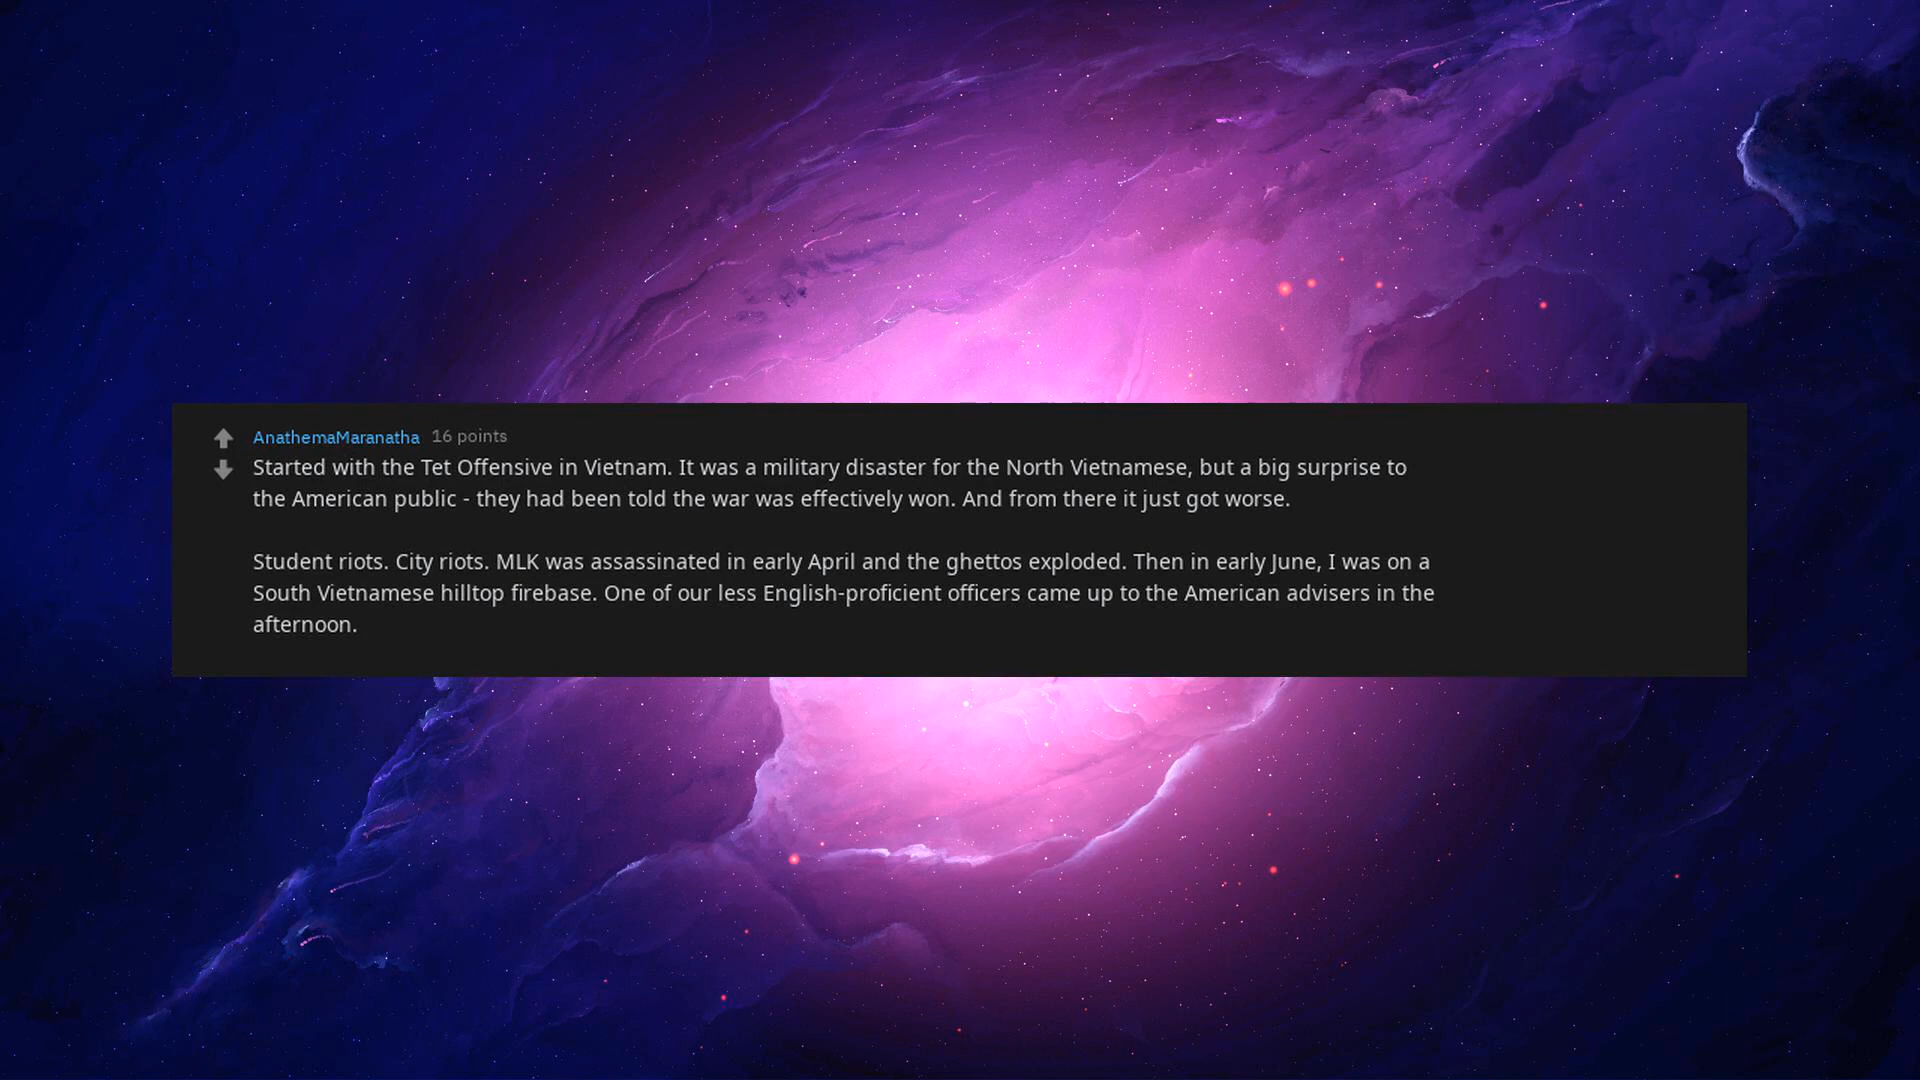 AnathemaMaranatha 16 points
Started with the Tet Offensive in Vietnam. It was a military disaster for the North Vietnamese, but a big surprise to
the American public - they had been told the war was effectively won. And from there it just got worse.
Student riots. City riots. MLK was assassinated in early April and the ghettos exploded. Then in early June, I was on a
South Vietnamese hilltop firebase. One of our less English-proficient officers came up to the American advisers in the
afternoon.